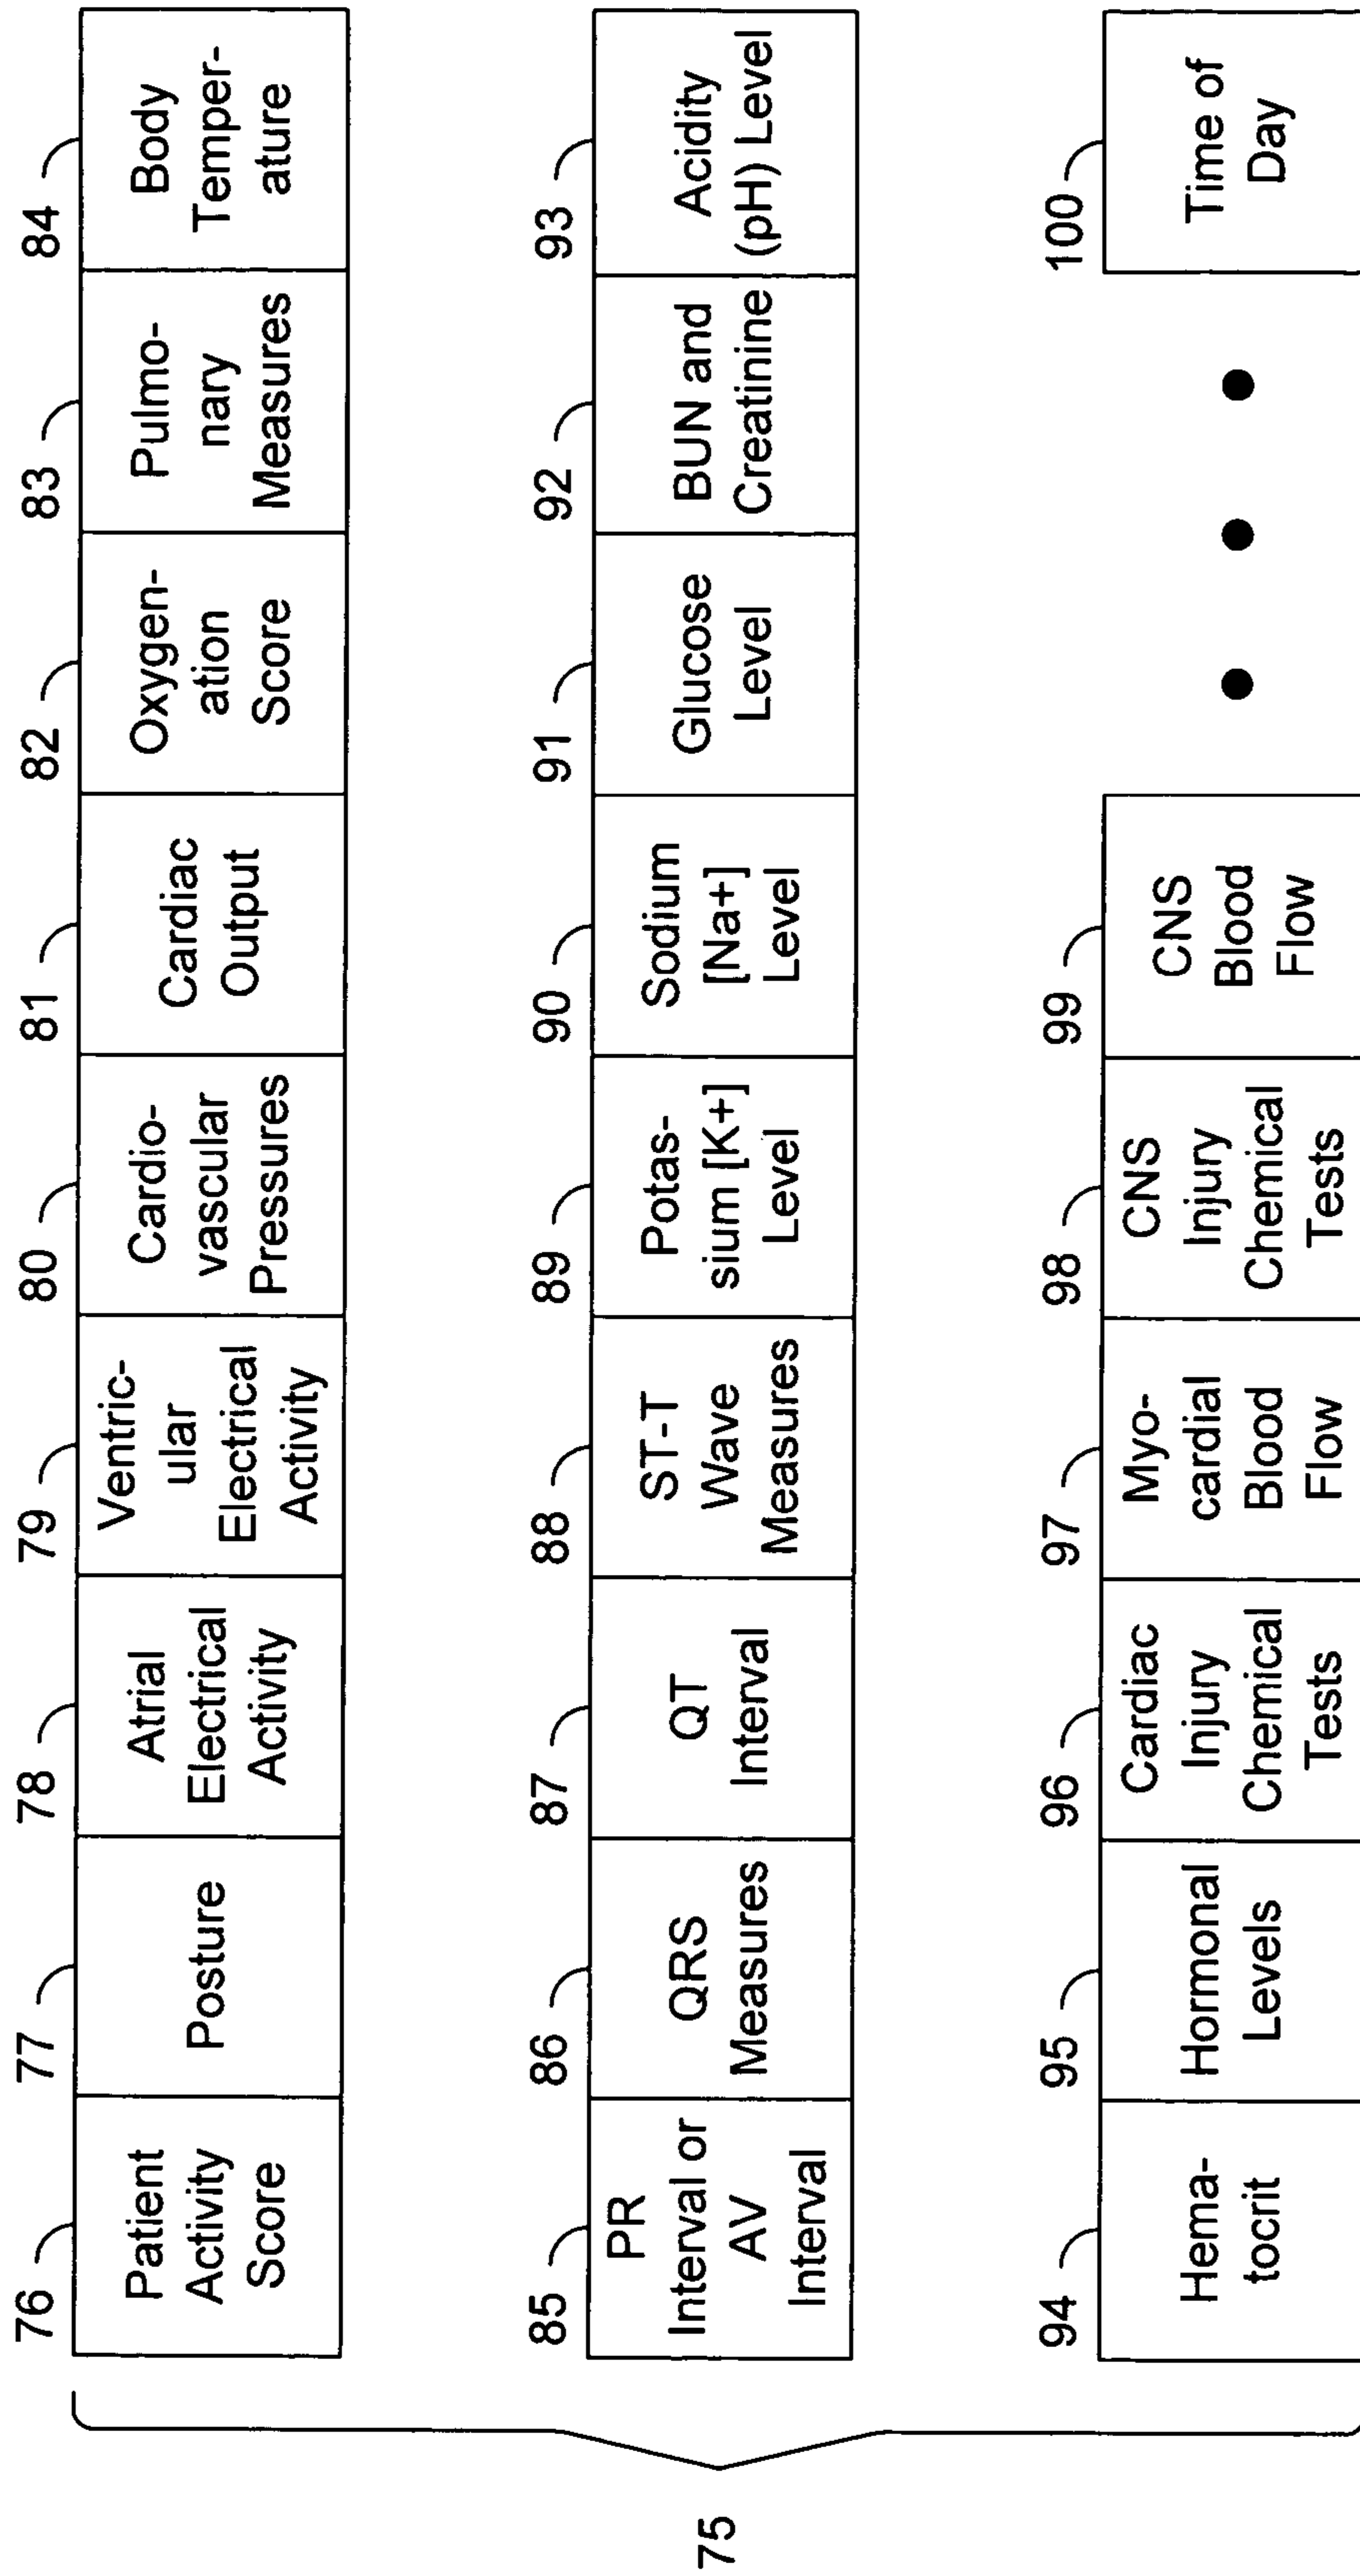 75
76
Patient
Activity
Score
77
Posture
78
Atrial
Electrical
Activity
79
Ventric-
ular
Electrical
Activity
80
Cardio-
vascular
Pressures
81
Cardiac
Output
82
Oxygen-
ation
Score
83
Pulmo-
nary
Measures
84
Body
Temper-
ature
85
PR
Interval or
AV
Interval
86
QRS
Measures
87
QT
Interval
88
ST-T
Wave
Measures
89
Potas-
sium [K+]
Level
90
Sodium
[Na+]
Level
91
Glucose
Level
92
BUN and
Creatinine
93
Acidity
(pH) Level
94
Hema-
tocrit
95
Hormonal
Levels
96
Cardiac
Injury
Chemical
Tests
97
Myo-
cardial
Blood
Flow
98
CNS
Injury
Chemical
Tests
99
CNS
Blood
Flow
100
Time of
Day